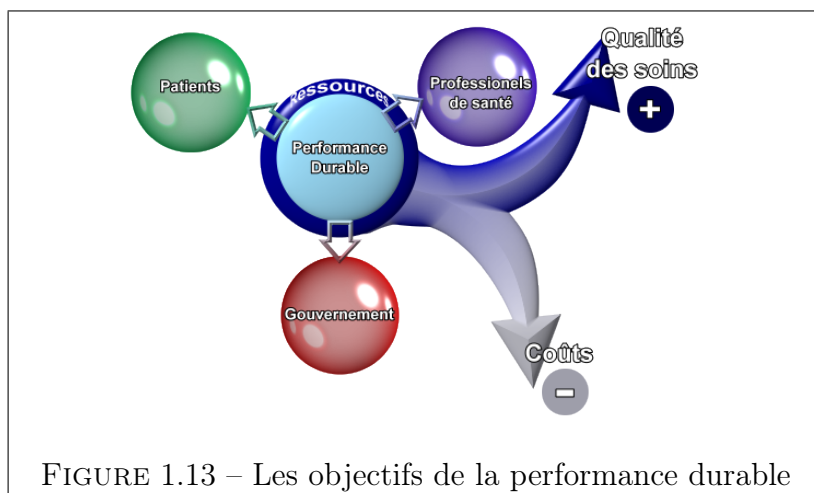 Patients
Ressources
Professionels
de santé
Qualité
des soins
+
Performance
Durable
Gouvernement
Coûts
-
FIGURE 1.13 – Les objectifs de la performance durable